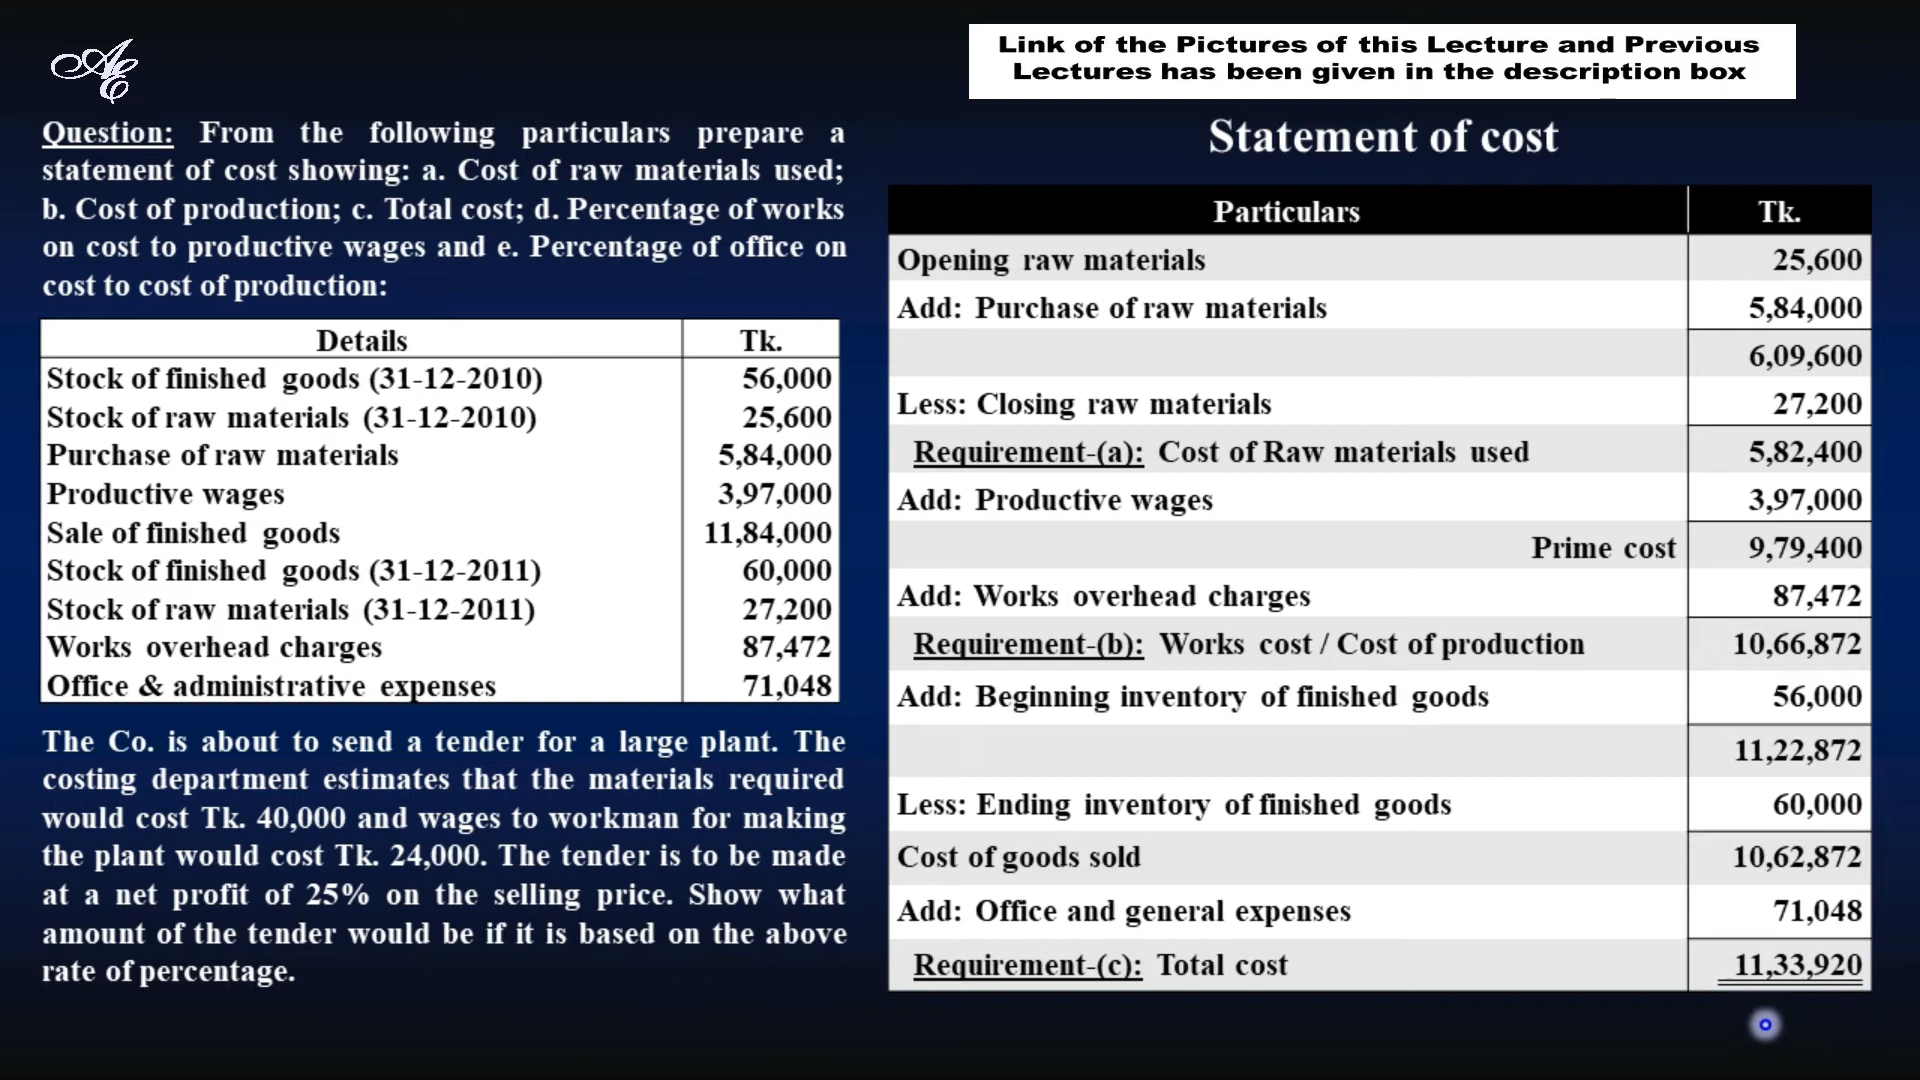 AE
Link of the Pictures of this Lecture and Previous
Lectures has been given in the description box
Question: From the following particulars prepare a
statement of cost showing: a. Cost of raw materials used;
b. Cost of production; c. Total cost; d. Percentage of works
on cost to productive wages and e. Percentage of office on
cost to cost of production:
Details Tk.
Stock of finished goods (31-12-2010) 56,000
Stock of raw materials (31-12-2010) 25,600
Purchase of raw materials 5,84,000
Productive wages 3,97,000
Sale of finished goods 11,84,000
Stock of finished goods (31-12-2011) 60,000
Stock of raw materials (31-12-2011) 27,200
Works overhead charges 87,472
Office & administrative expenses 71,048
The Co. is about to send a tender for a large plant. The
costing department estimates that the materials required
would cost Tk. 40,000 and wages to workman for making
the plant would cost Tk. 24,000. The tender is to be made
at a net profit of 25% on the selling price. Show what
amount of the tender would be if it is based on the above
rate of percentage.
Statement of cost
Particulars Tk.
Opening raw materials 25,600
Add: Purchase of raw materials 5,84,000
6,09,600
Less: Closing raw materials 27,200
Requirement-(a): Cost of Raw materials used 5,82,400
Add: Productive wages 3,97,000
Prime cost 9,79,400
Add: Works overhead charges 87,472
Requirement-(b): Works cost / Cost of production 10,66,872
Add: Beginning inventory of finished goods 56,000
11,22,872
Less: Ending inventory of finished goods 60,000
Cost of goods sold 10,62,872
Add: Office and general expenses 71,048
Requirement-(c): Total cost 11,33,920